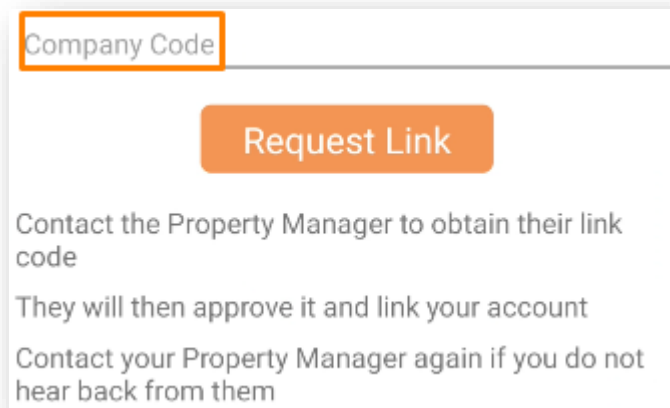 Company Code
Request Link
Contact the Property Manager to obtain their link
code
They will then approve it and link your account
Contact your Property Manager again if you do not
hear back from them